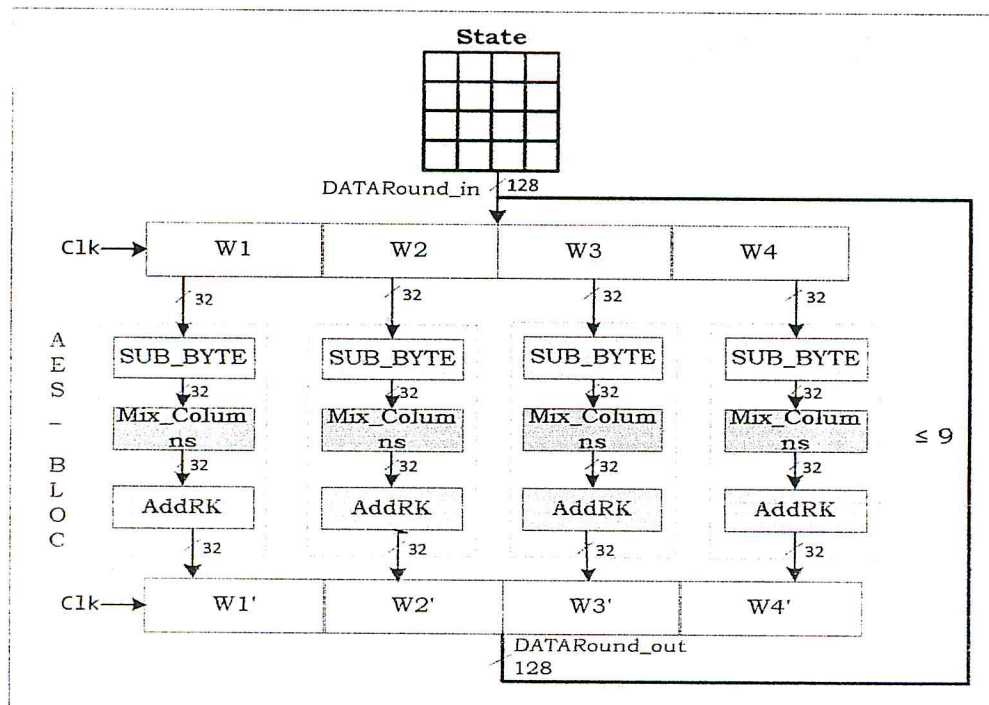 State
DATARound_in 128
Clk W1 W2 W3 W4
32 32 32 32
AES_BLOC
SUB_BYTE SUB_BYTE SUB_BYTE SUB_BYTE
32 32 32 32
Mix_Colum Mix_Colum Mix_Colum Mix_Colum
ns ns ns ns
≤ 9
32 32 32 32
AddRK AddRK AddRK AddRK
32 32 32 32
Clk W1' W2' W3' W4'
DATARound_out
128